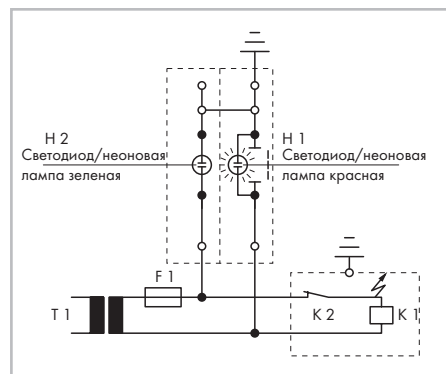 H 2
Светодиод/неоновая
лампа зеленая
H 1
Светодиод/неоновая
лампа красная
F 1
T 1
K 2
K 1